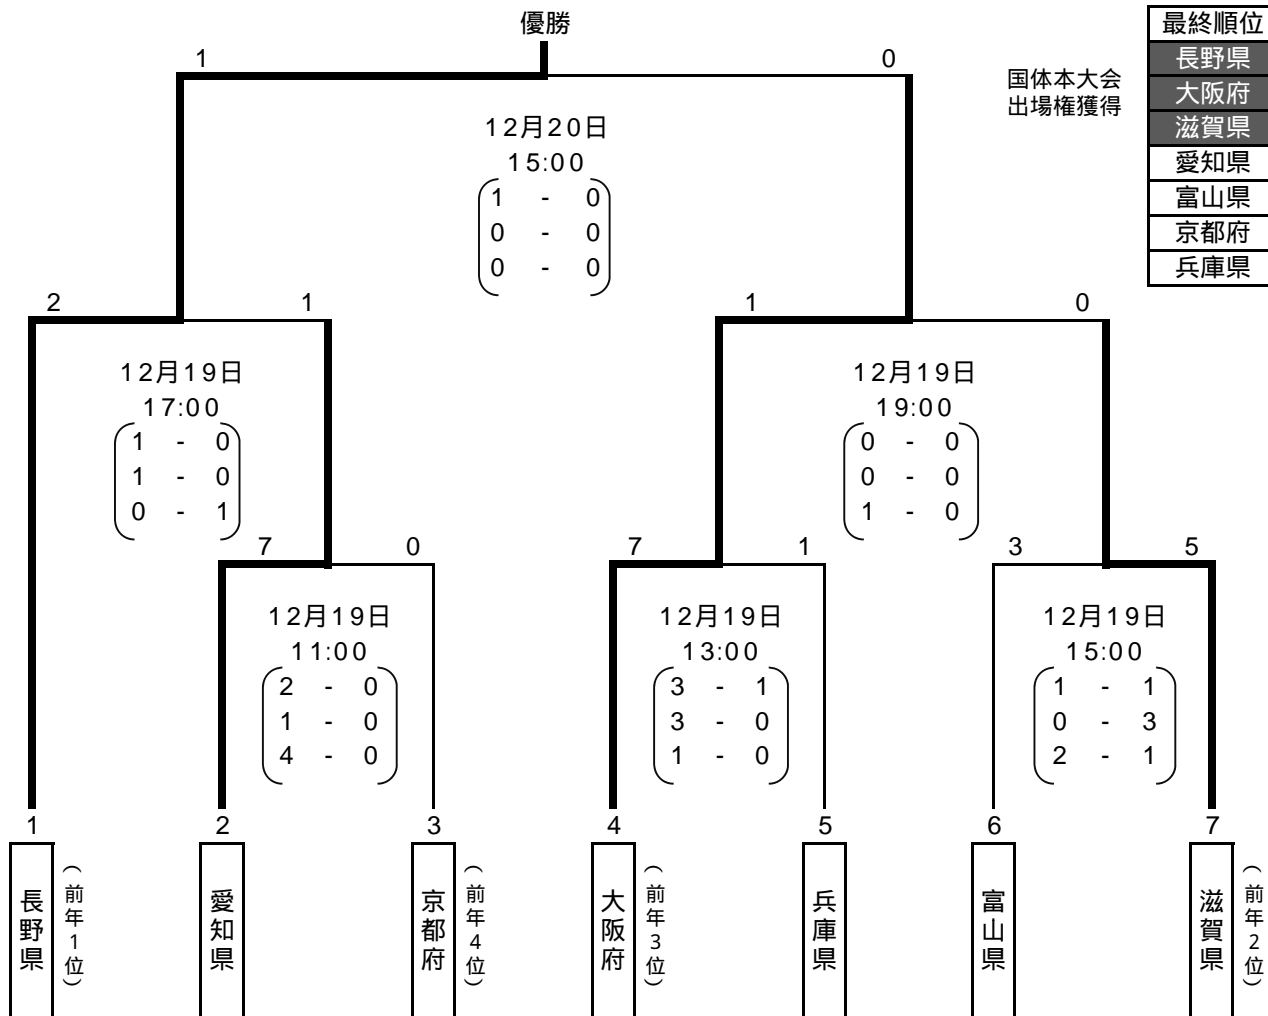 優勝
1 0
国体本大会
出場権獲得
最終順位
長野県
大阪府
滋賀県
愛知県
富山県
京都府
兵庫県
12月20日
15:00
1 - 0
0 - 0
0 - 0
2 1
1 0
12月19日
17:00
1 - 0
1 - 0
0 - 1
12月19日
19:00
0 - 0
0 - 0
1 - 0
7 0
7 1
3 5
12月19日
11:00
2 - 0
1 - 0
4 - 0
12月19日
13:00
3 - 1
3 - 0
1 - 0
12月19日
15:00
1 - 1
0 - 3
2 - 1
1
長野県
(前年1位)
2
愛知県
3
京都府
(前年4位)
4
大阪府
(前年3位)
5
兵庫県
6
富山県
7
滋賀県
(前年2位)